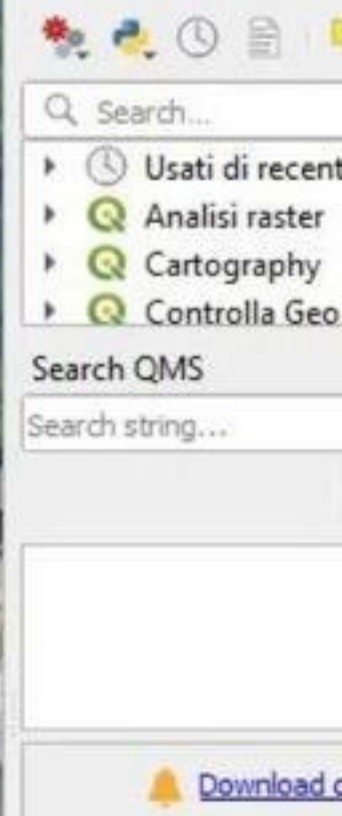 Search...
Usati di recent
Analisi raster
Cartography
Controlla Geo
Search QMS
Search string...
Download